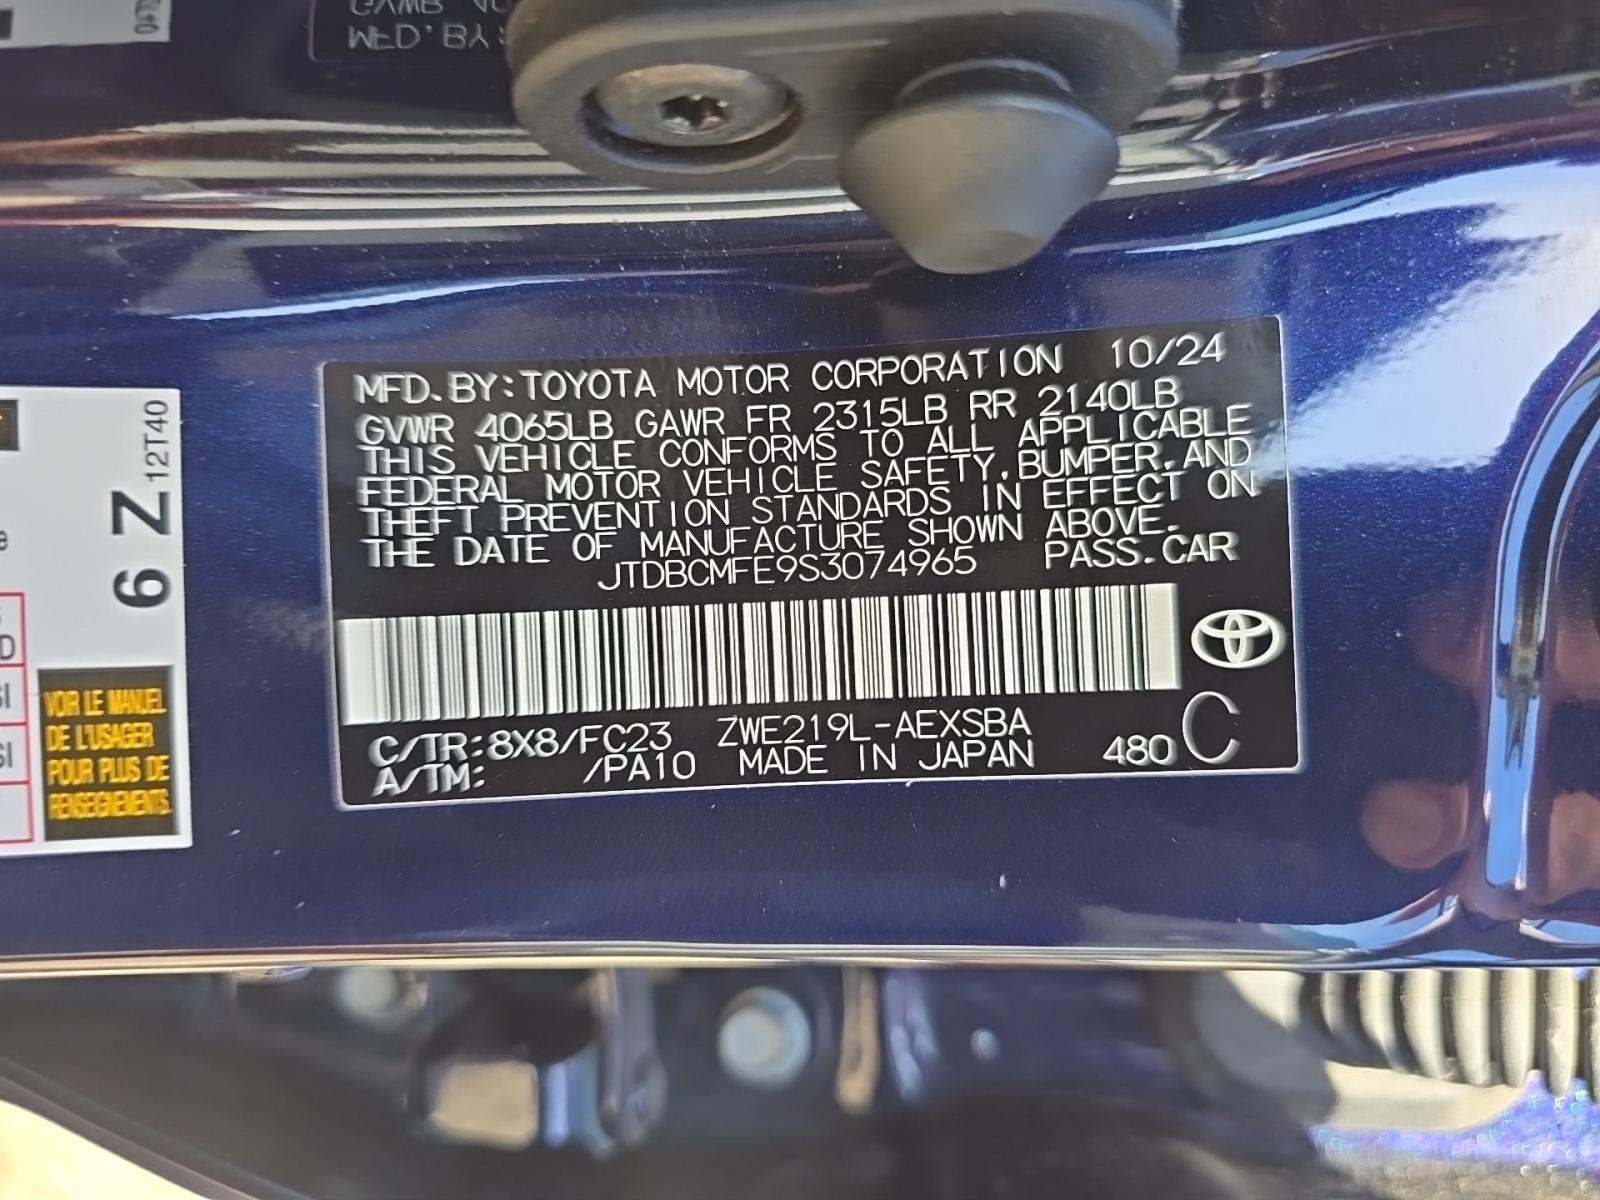 MFD. BY:
MFD. BY: TOYOTA MOTOR CORPORATION 10/24
GVWR 4065LB GAWR FR 2315LB RR 2140LB
THIS VEHICLE CONFORMS TO ALL APPLICABLE
FEDERAL MOTOR VEHICLE SAFETY, BUMPER, AND
THEFT PREVENTION STANDARDS IN EFFECT ON
THE DATE OF MANUFACTURE SHOWN ABOVE.
JTDBCMFE9S3074965 PASS. CAR
C/TR: 8X8/FC23 ZWE219L-AEXSBA
A/TM: /PA10 MADE IN JAPAN 480 C
6 Z 12T40
VOIR LE MANUEL
DE L'USAGER
POUR PLUS DE
RENSEIGNEMENTS.